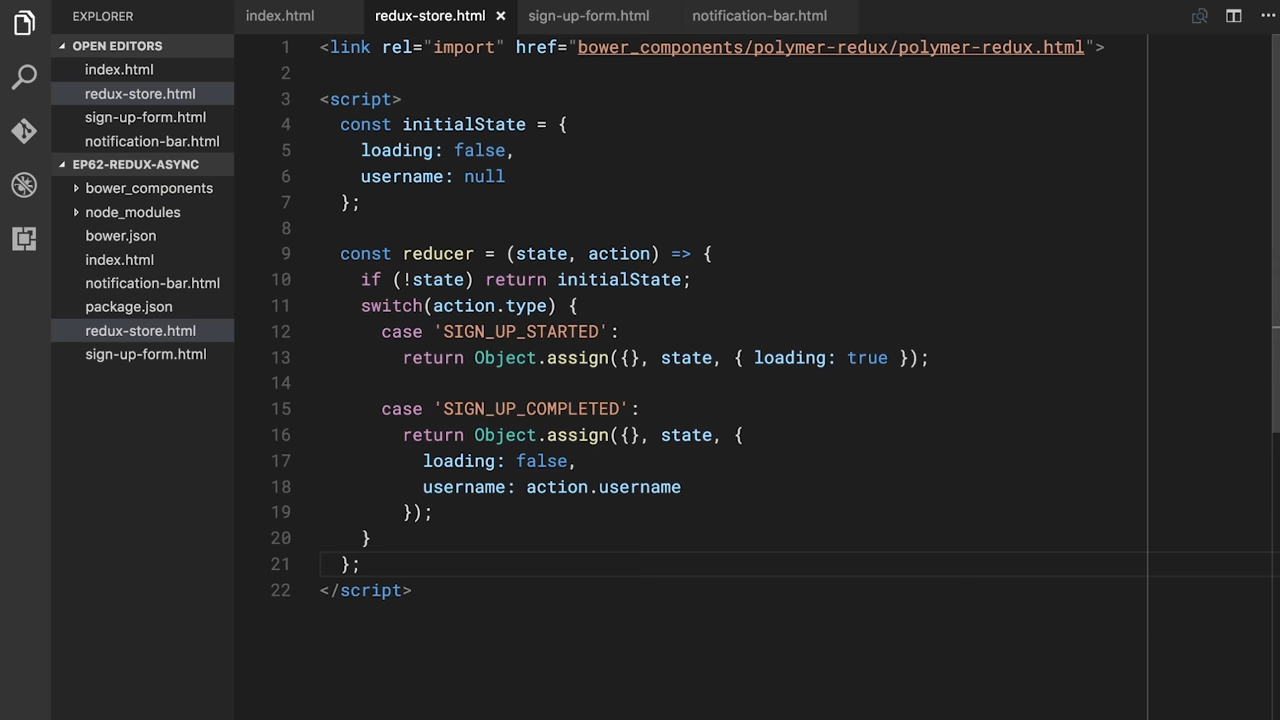 EXPLORER
OPEN EDITORS
index.html
redux-store.html
sign-up-form.html
notification-bar.html
EP62-REDUX-ASYNC
bower_components
node_modules
bower.json
index.html
notification-bar.html
package.json
redux-store.html
sign-up-form.html
index.html redux-store.html × sign-up-form.html notification-bar.html
1 <link rel="import" href="bower_components/polymer-redux/polymer-redux.html">
2
3 <script>
4   const initialState = {
5     loading: false,
6     username: null
7   };
8
9   const reducer = (state, action) => {
10     if (!state) return initialState;
11     switch(action.type) {
12       case 'SIGN_UP_STARTED':
13         return Object.assign({}, state, { loading: true });
14
15       case 'SIGN_UP_COMPLETED':
16         return Object.assign({}, state, {
17           loading: false,
18           username: action.username
19         });
20     }
21   };
22 </script>